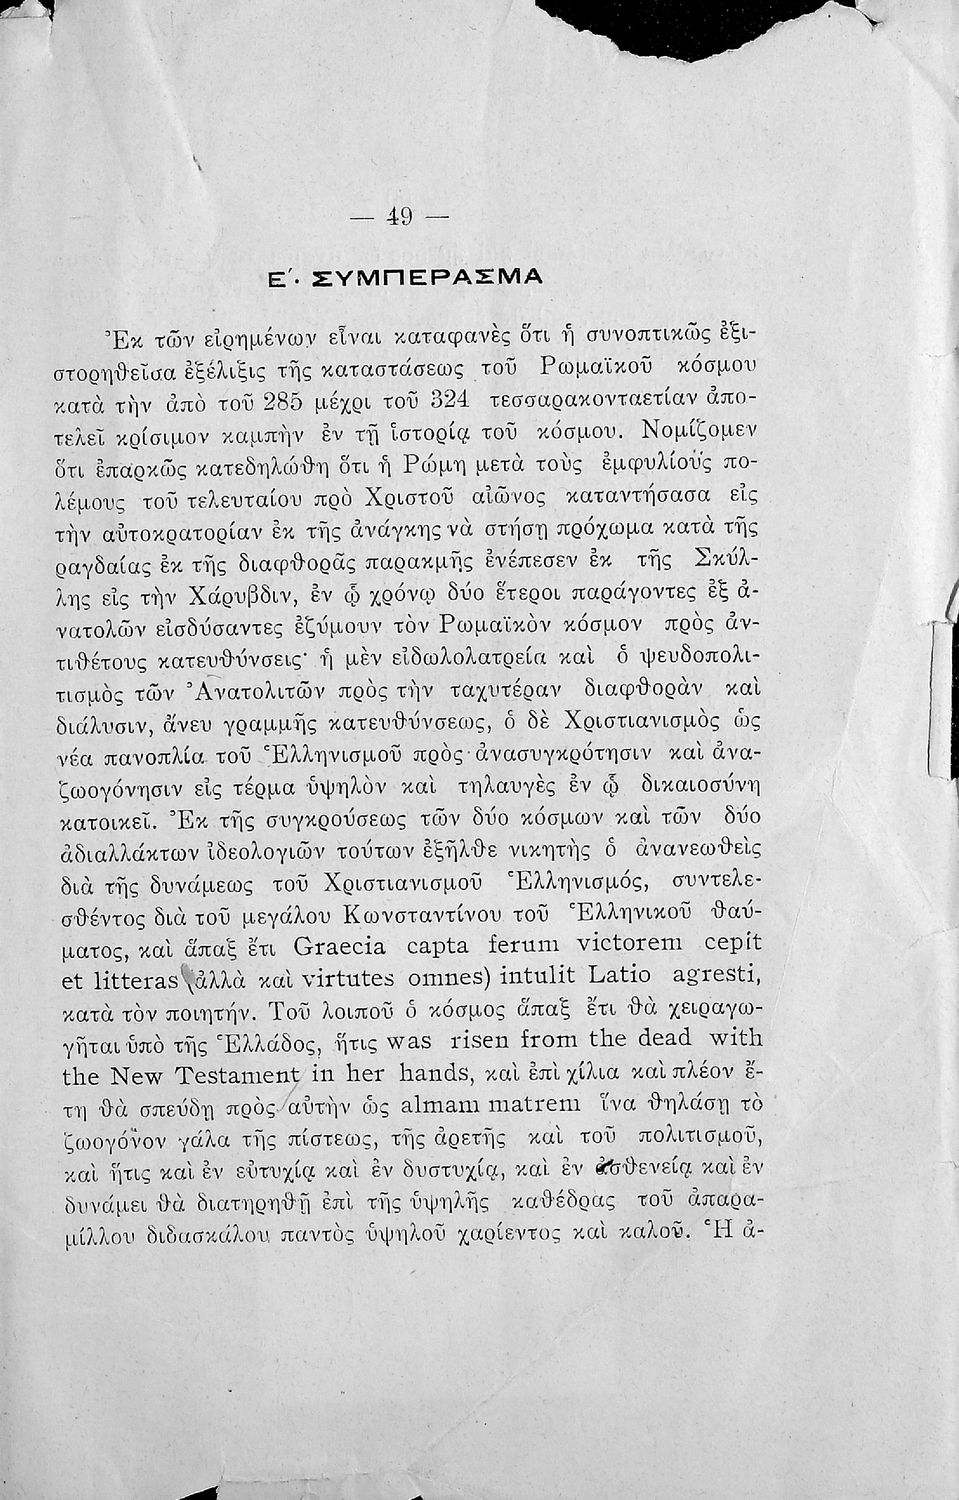 — 49 —
Ε΄. ΣΥΜΠΕΡΑΣΜΑ
Ἐκ τῶν εἰρημένων εἶναι καταφανὲς ὅτι ἡ συνοπτικῶς ἐξι-
στορηθεῖσα ἐξέλιξις τῆς καταστάσεως τοῦ Ρωμαϊκοῦ κόσμου
κατὰ τὴν ἀπὸ τοῦ 285 μέχρι τοῦ 324 τεσσαρακονταετίαν ἀπο-
τελεῖ κρίσιμον καμπὴν ἐν τῇ ἱστορίᾳ τοῦ κόσμου. Νομίζομεν
ὅτι ἐπαρκῶς κατεδηλώθη ὅτι ἡ Ρώμη μετὰ τοὺς ἐμφυλίους πο-
λέμους τοῦ τελευταίου πρὸ Χριστοῦ αἰῶνος καταντήσασα εἰς
τὴν αὐτοκρατορίαν ἐκ τῆς ἀνάγκης νὰ στήσῃ πρόχωμα κατὰ τῆς
ραγδαίας ἐκ τῆς διαφθορᾶς παρακμῆς ἐνέπεσεν ἐκ τῆς Σκύλ-
λης εἰς τὴν Χάρυβδιν, ἐν ᾧ χρόνῳ δύο ἕτεροι παράγοντες ἐξ ἀ-
νατολῶν εἰσδύσαντες ἐζύμουν τὸν Ρωμαϊκὸν κόσμον πρὸς ἀν-
τιθέτους κατευθύνσεις· ἡ μὲν εἰδωλολατρεία καὶ ὁ ψευδοπολι-
τισμὸς τῶν Ἀνατολιτῶν πρὸς τὴν ταχυτέραν διαφθορὰν καὶ
διάλυσιν, ἄνευ γραμμῆς κατευθύνσεως, ὁ δὲ Χριστιανισμὸς ὡς
νέα πανοπλία τοῦ Ἑλληνισμοῦ πρὸς ἀνασυγκρότησιν καὶ ἀνα-
ζωογόνησιν εἰς τέρμα ὑψηλὸν καὶ τηλαυγὲς ἐν ᾧ δικαιοσύνη
κατοικεῖ. Ἐκ τῆς συγκρούσεως τῶν δύο κόσμων καὶ τῶν δύο
ἀδιαλλάκτων ἰδεολογιῶν τούτων ἐξῆλθε νικητὴς ὁ ἀνανεωθεὶς
διὰ τῆς δυνάμεως τοῦ Χριστιανισμοῦ Ἑλληνισμός, συντελε-
σθέντος διὰ τοῦ μεγάλου Κωνσταντίνου τοῦ Ἑλληνικοῦ θαύ-
ματος, καὶ ἅπαξ ἔτι Graecia capta ferum victorem cepit
et litteras (ἀλλὰ καὶ virtutes omnes) intulit Latio agresti,
κατὰ τὸν ποιητήν. Τοῦ λοιποῦ ὁ κόσμος ἅπαξ ἔτι θὰ χειραγω-
γῆται ὑπὸ τῆς Ἑλλάδος, ἥτις was risen from the dead with
the New Testament in her hands, καὶ ἐπὶ χίλια καὶ πλέον ἔ-
τη θὰ σπεύδῃ πρὸς αὐτὴν ὡς almam matrem ἵνα θηλάσῃ τὸ
ζωογόνον γάλα τῆς πίστεως, τῆς ἀρετῆς καὶ τοῦ πολιτισμοῦ,
καὶ ἥτις καὶ ἐν εὐτυχίᾳ καὶ ἐν δυστυχίᾳ, καὶ ἐν ἀσθενείᾳ καὶ ἐν
δυνάμει θὰ διατηρηθῇ ἐπὶ τῆς ὑψηλῆς καθέδρας τοῦ ἀπαρα-
μίλλου διδασκάλου παντὸς ὑψηλοῦ χαρίεντος καὶ καλοῦ. Ἡ ἀ-